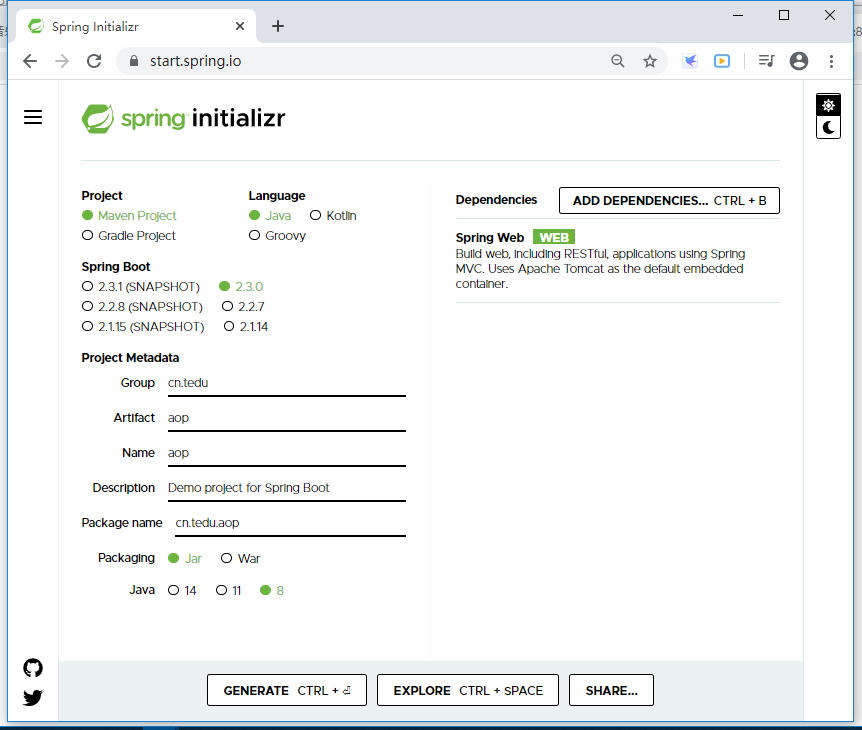 Spring Initializr
start.spring.io
spring initializr
Project
Maven Project
Gradle Project
Language
Java Kotlin
Groovy
Spring Boot
2.3.1 (SNAPSHOT) 2.3.0
2.2.8 (SNAPSHOT) 2.2.7
2.1.15 (SNAPSHOT) 2.1.14
Project Metadata
Group cn.tedu
Artifact aop
Name aop
Description Demo project for Spring Boot
Package name cn.tedu.aop
Packaging Jar War
Java 14 11 8
Dependencies ADD DEPENDENCIES... CTRL + B
Spring Web WEB
Build web, including RESTful, applications using Spring
MVC. Uses Apache Tomcat as the default embedded
container.
GENERATE CTRL + ⏎ EXPLORE CTRL + SPACE SHARE...